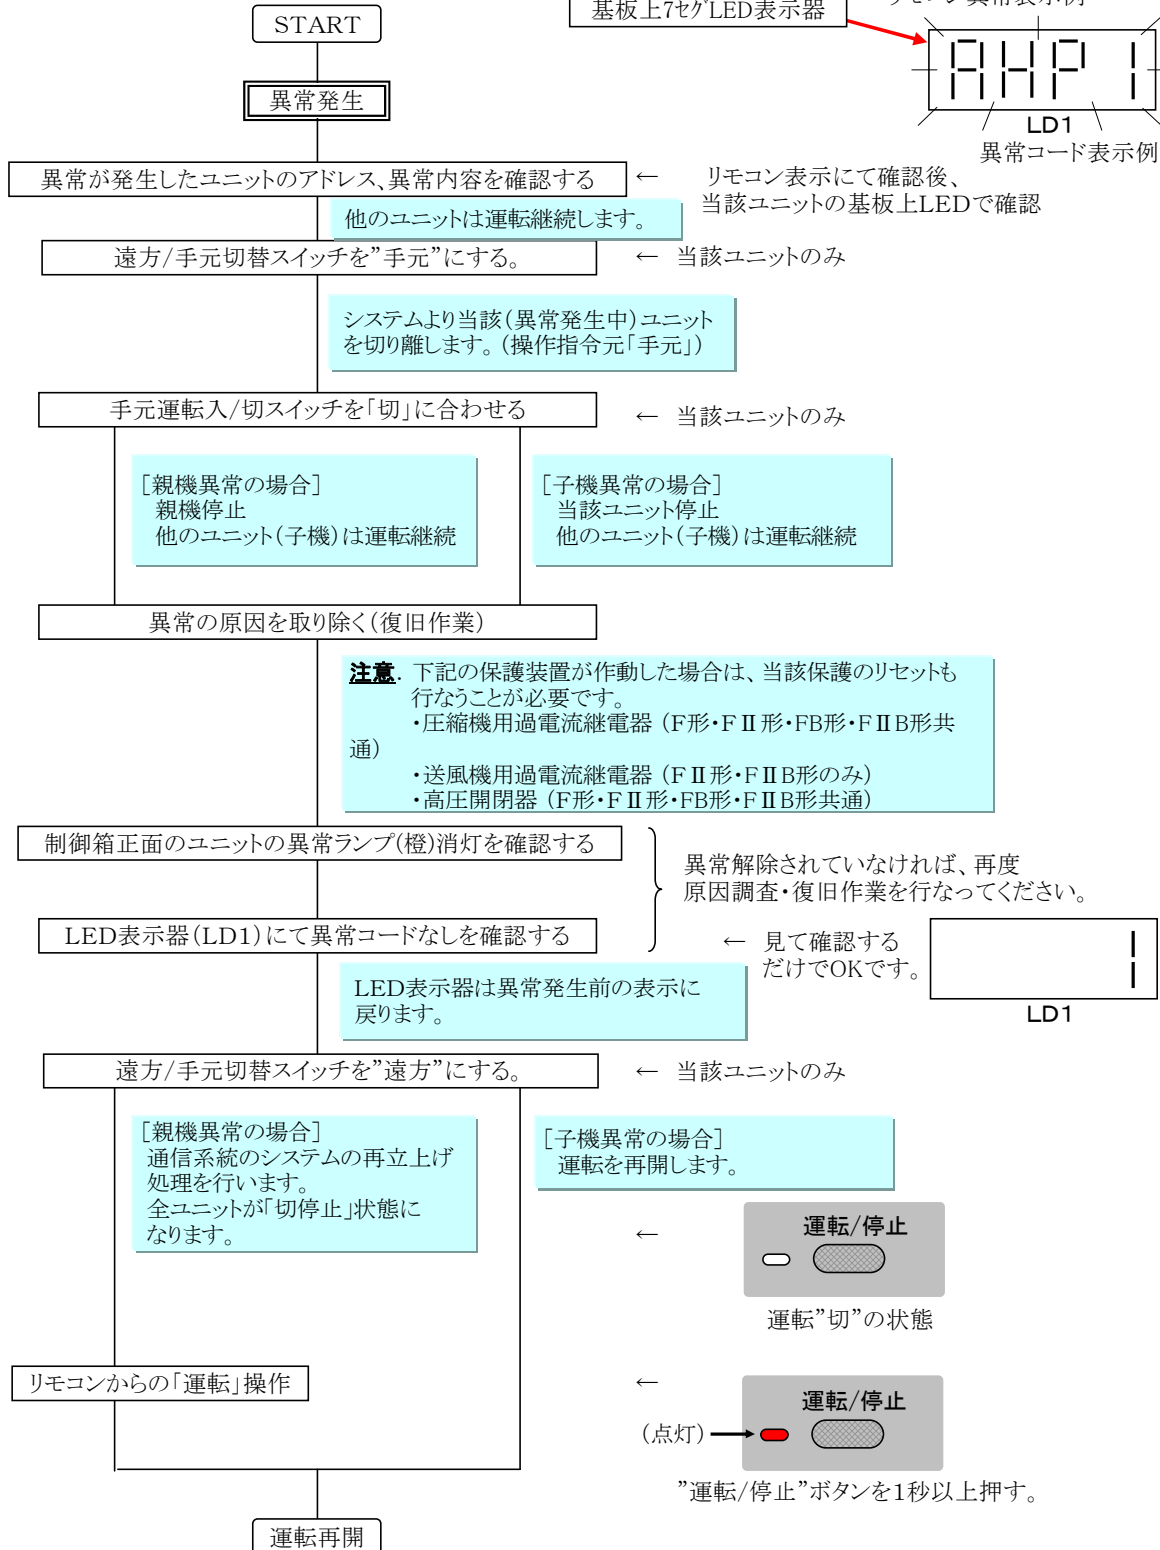 START
基板上7セグLED表示器
リモコン異常表示例
AHP 1
LD1
異常コード表示例
異常発生
異常が発生したユニットのアドレス、異常内容を確認する
← リモコン表示にて確認後、
当該ユニットの基板上LEDで確認
他のユニットは運転継続します。
遠方/手元切替スイッチを”手元”にする。
← 当該ユニットのみ
システムより当該(異常発生中)ユニット
を切り離します。(操作指令元「手元」)
手元運転入/切スイッチを「切」に合わせる
← 当該ユニットのみ
[親機異常の場合]
親機停止
他のユニット(子機)は運転継続
[子機異常の場合]
当該ユニット停止
他のユニット(子機)は運転継続
異常の原因を取り除く(復旧作業)
注意. 下記の保護装置が作動した場合は、当該保護のリセットも
行なうことが必要です。
・圧縮機用過電流継電器 (F形・FⅡ形・FB形・FⅡB形共
通)
・送風機用過電流継電器 (FⅡ形・FⅡB形のみ)
・高圧開閉器 (F形・FⅡ形・FB形・FⅡB形共通)
制御箱正面のユニットの異常ランプ(橙)消灯を確認する
異常解除されていなければ、再度
原因調査・復旧作業を行なってください。
LED表示器(LD1)にて異常コードなしを確認する
← 見て確認する
だけでOKです。
1
LD1
LED表示器は異常発生前の表示に
戻ります。
遠方/手元切替スイッチを”遠方”にする。
← 当該ユニットのみ
[親機異常の場合]
通信系統のシステムの再立上げ
処理を行います。
全ユニットが「切停止」状態に
なります。
[子機異常の場合]
運転を再開します。
←
運転/停止
運転”切”の状態
リモコンからの「運転」操作
←
運転/停止
(点灯)
”運転/停止”ボタンを1秒以上押す。
運転再開